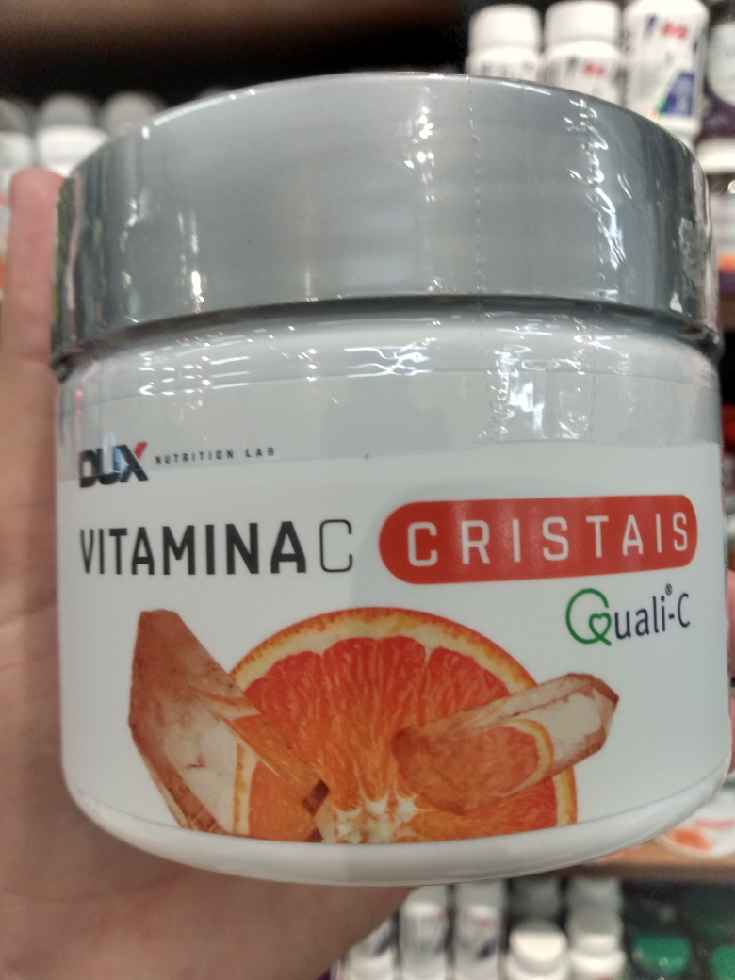 DUX NUTRITION LAB
VITAMINA C CRISTAIS
Quali®-C